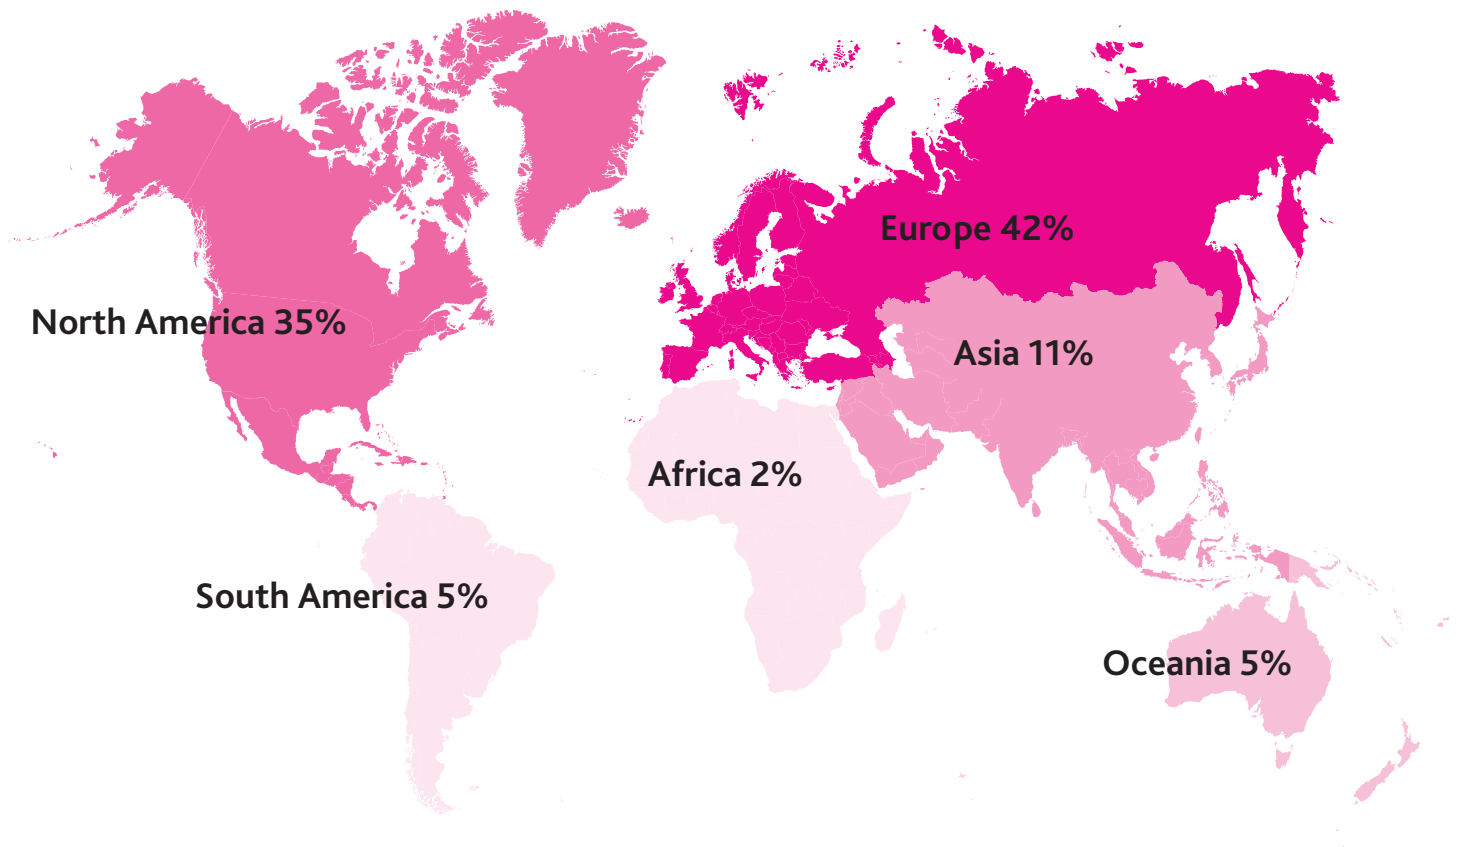 Europe 42%
North America 35%
Asia 11%
Africa 2%
South America 5%
Oceania 5%